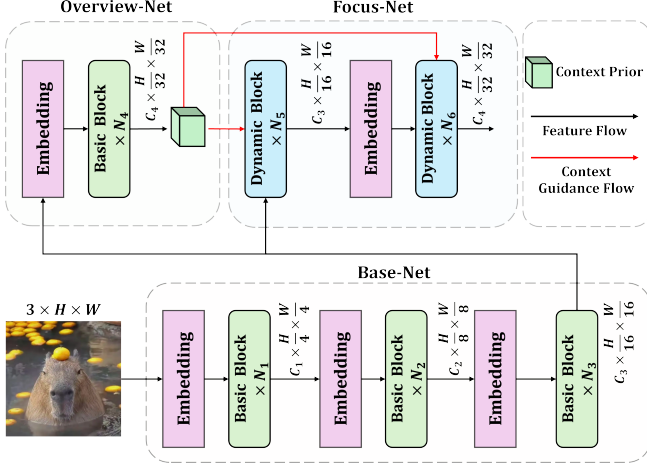 Overview-Net
Focus-Net
Embedding
Basic Block
× N₄
C₄ × H/32 × W/32
Dynamic Block
× N₅
C₃ × H/16 × W/16
Embedding
Dynamic Block
× N₆
C₄ × H/32 × W/32
Context Prior
Feature Flow
Context
Guidance Flow
Base-Net
3 × H × W
Embedding
Basic Block
× N₁
C₁ × H/4 × W/4
Embedding
Basic Block
× N₂
C₂ × H/8 × W/8
Embedding
Basic Block
× N₃
C₃ × H/16 × W/16